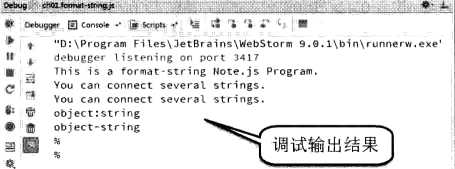 Debug ch01.format-string.js
Debugger Console Scripts
"D:\Program Files\JetBrains\WebStorm 9.0.1\bin\runnerw.exe'
debugger listening on port 3417
This is a format-string Note.js Program.
You can connect several strings.
You can connect several strings.
object:string
object-string
%
%
调试输出结果